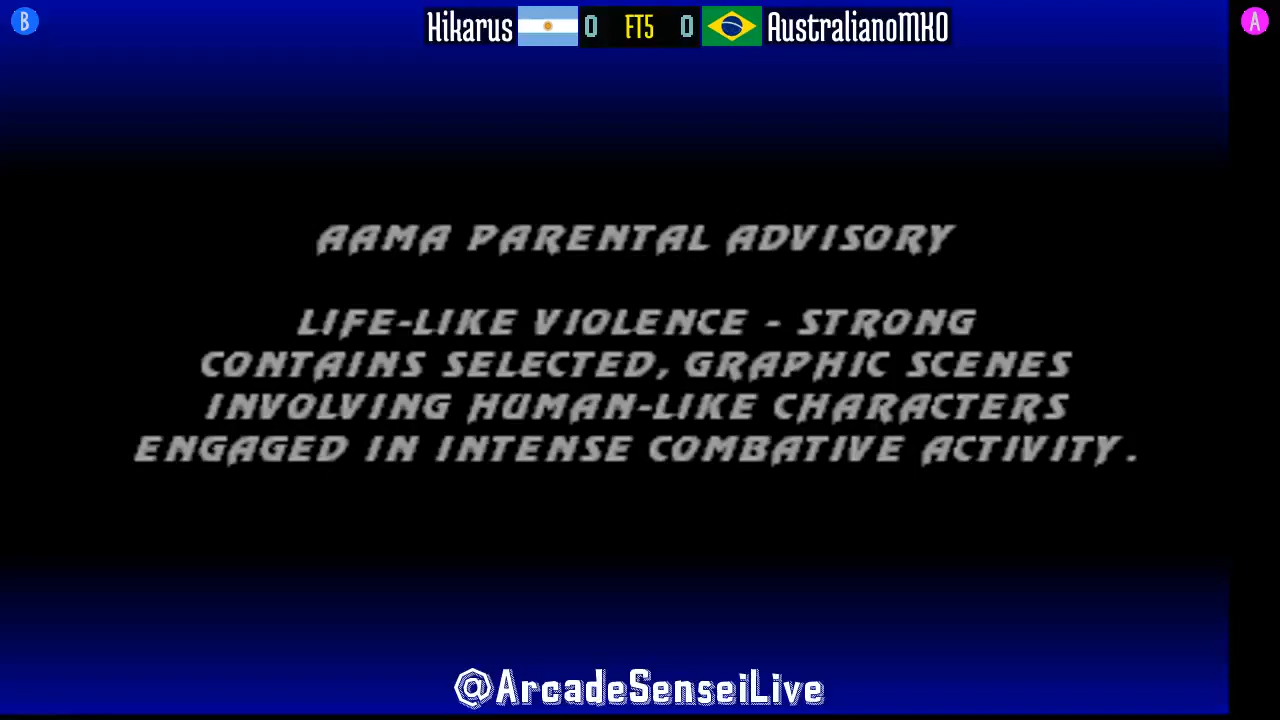 B
Hikarus 0 FT5 0 AustralianoMKO
A
AAMA PARENTAL ADVISORY
LIFE-LIKE VIOLENCE - STRONG
CONTAINS SELECTED, GRAPHIC SCENES
INVOLVING HUMAN-LIKE CHARACTERS
ENGAGED IN INTENSE COMBATIVE ACTIVITY.
@ArcadeSenseiLive